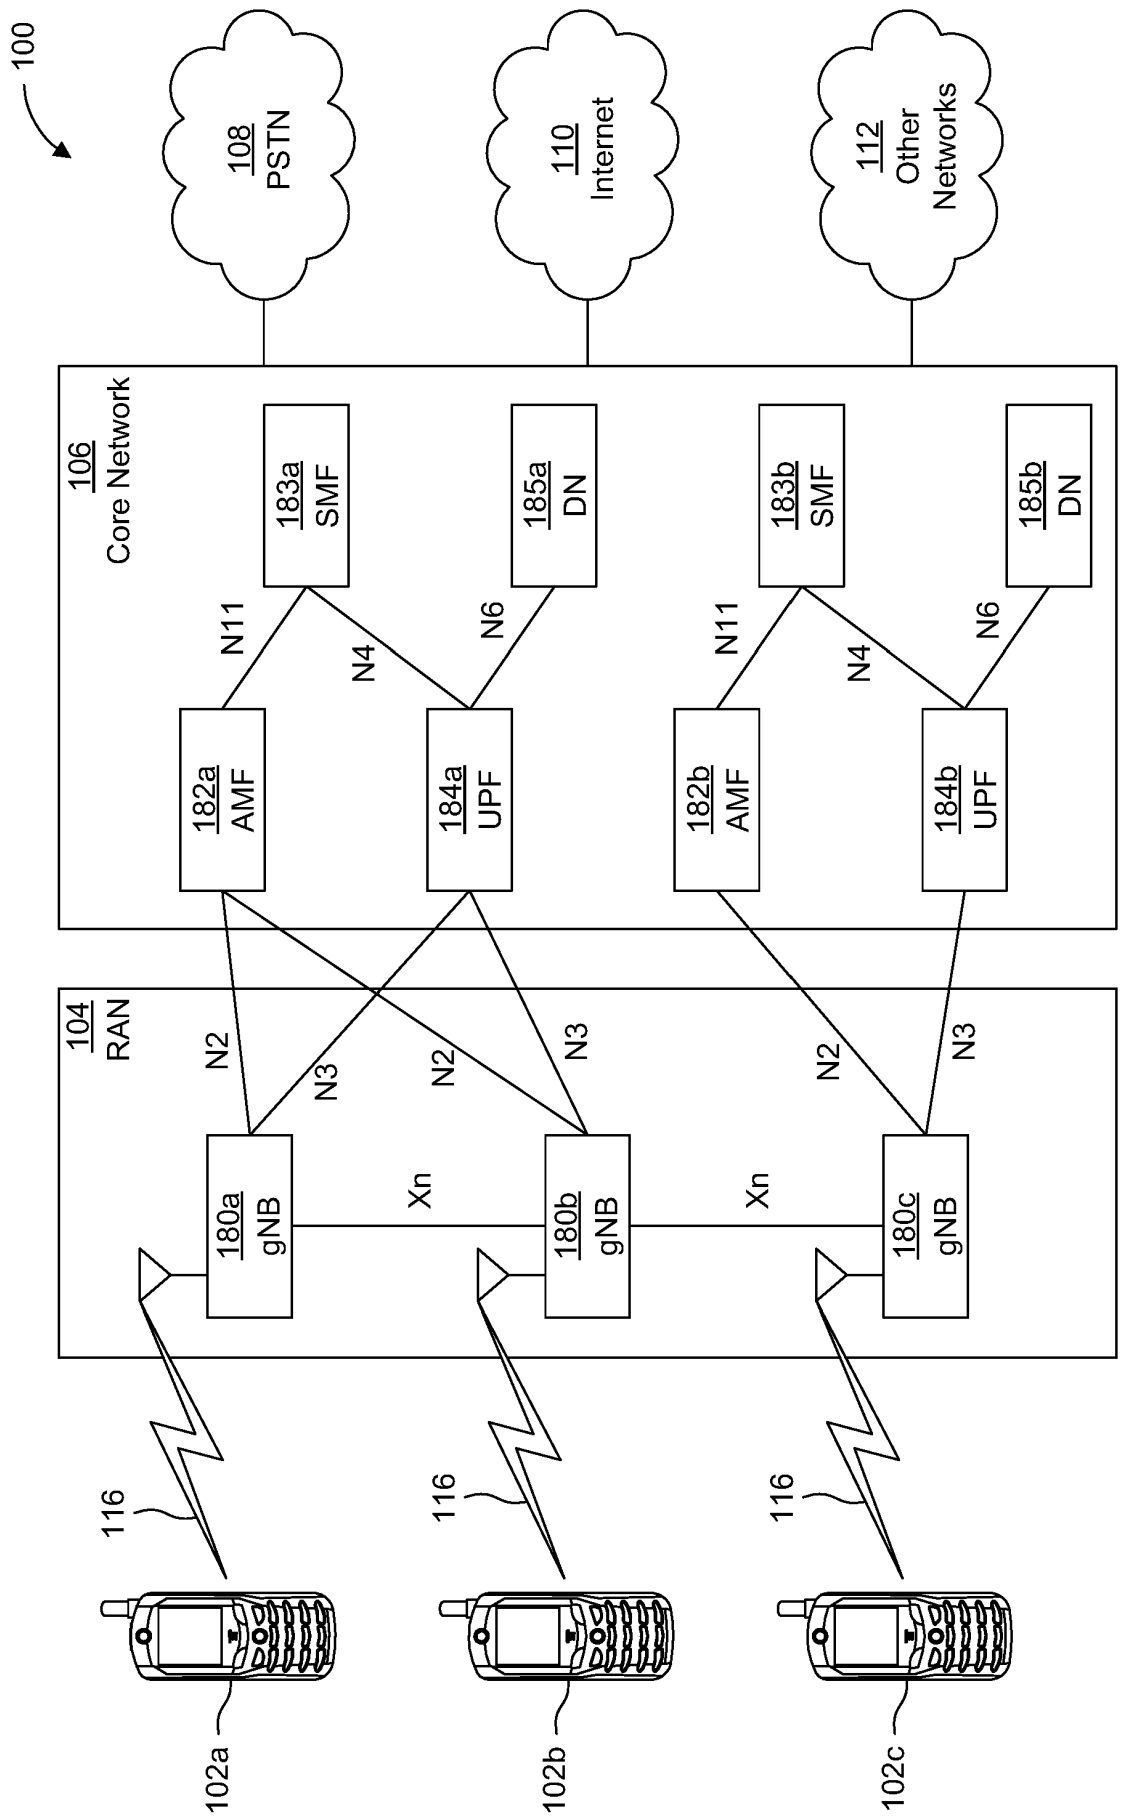 100
108
PSTN
110
Internet
112
Other
Networks
106
Core Network
183a
SMF
185a
DN
183b
SMF
185b
DN
N11
N4
N6
N11
N4
N6
182a
AMF
184a
UPF
182b
AMF
184b
UPF
104
RAN
N2
N3
N2
N3
N2
N3
180a
gNB
Xn
180b
gNB
Xn
180c
gNB
116
116
116
102a
102b
102c